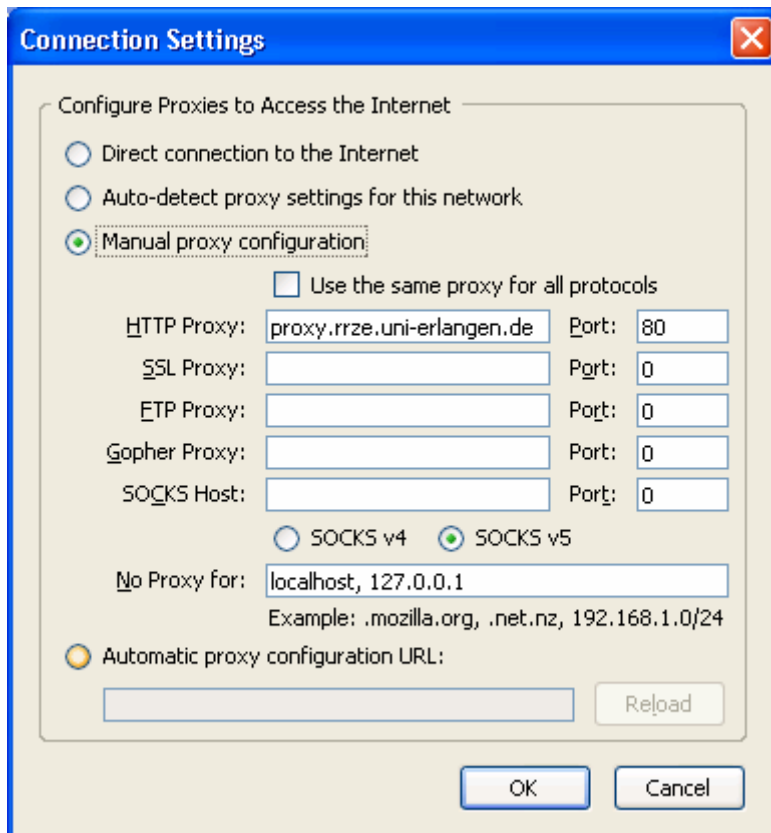 Connection Settings
Configure Proxies to Access the Internet
Direct connection to the Internet
Auto-detect proxy settings for this network
Manual proxy configuration
Use the same proxy for all protocols
HTTP Proxy: proxy.rrze.uni-erlangen.de Port: 80
SSL Proxy: Port: 0
FTP Proxy: Port: 0
Gopher Proxy: Port: 0
SOCKS Host: Port: 0
SOCKS v4 SOCKS v5
No Proxy for: localhost, 127.0.0.1
Example: .mozilla.org, .net.nz, 192.168.1.0/24
Automatic proxy configuration URL:
Reload
OK Cancel